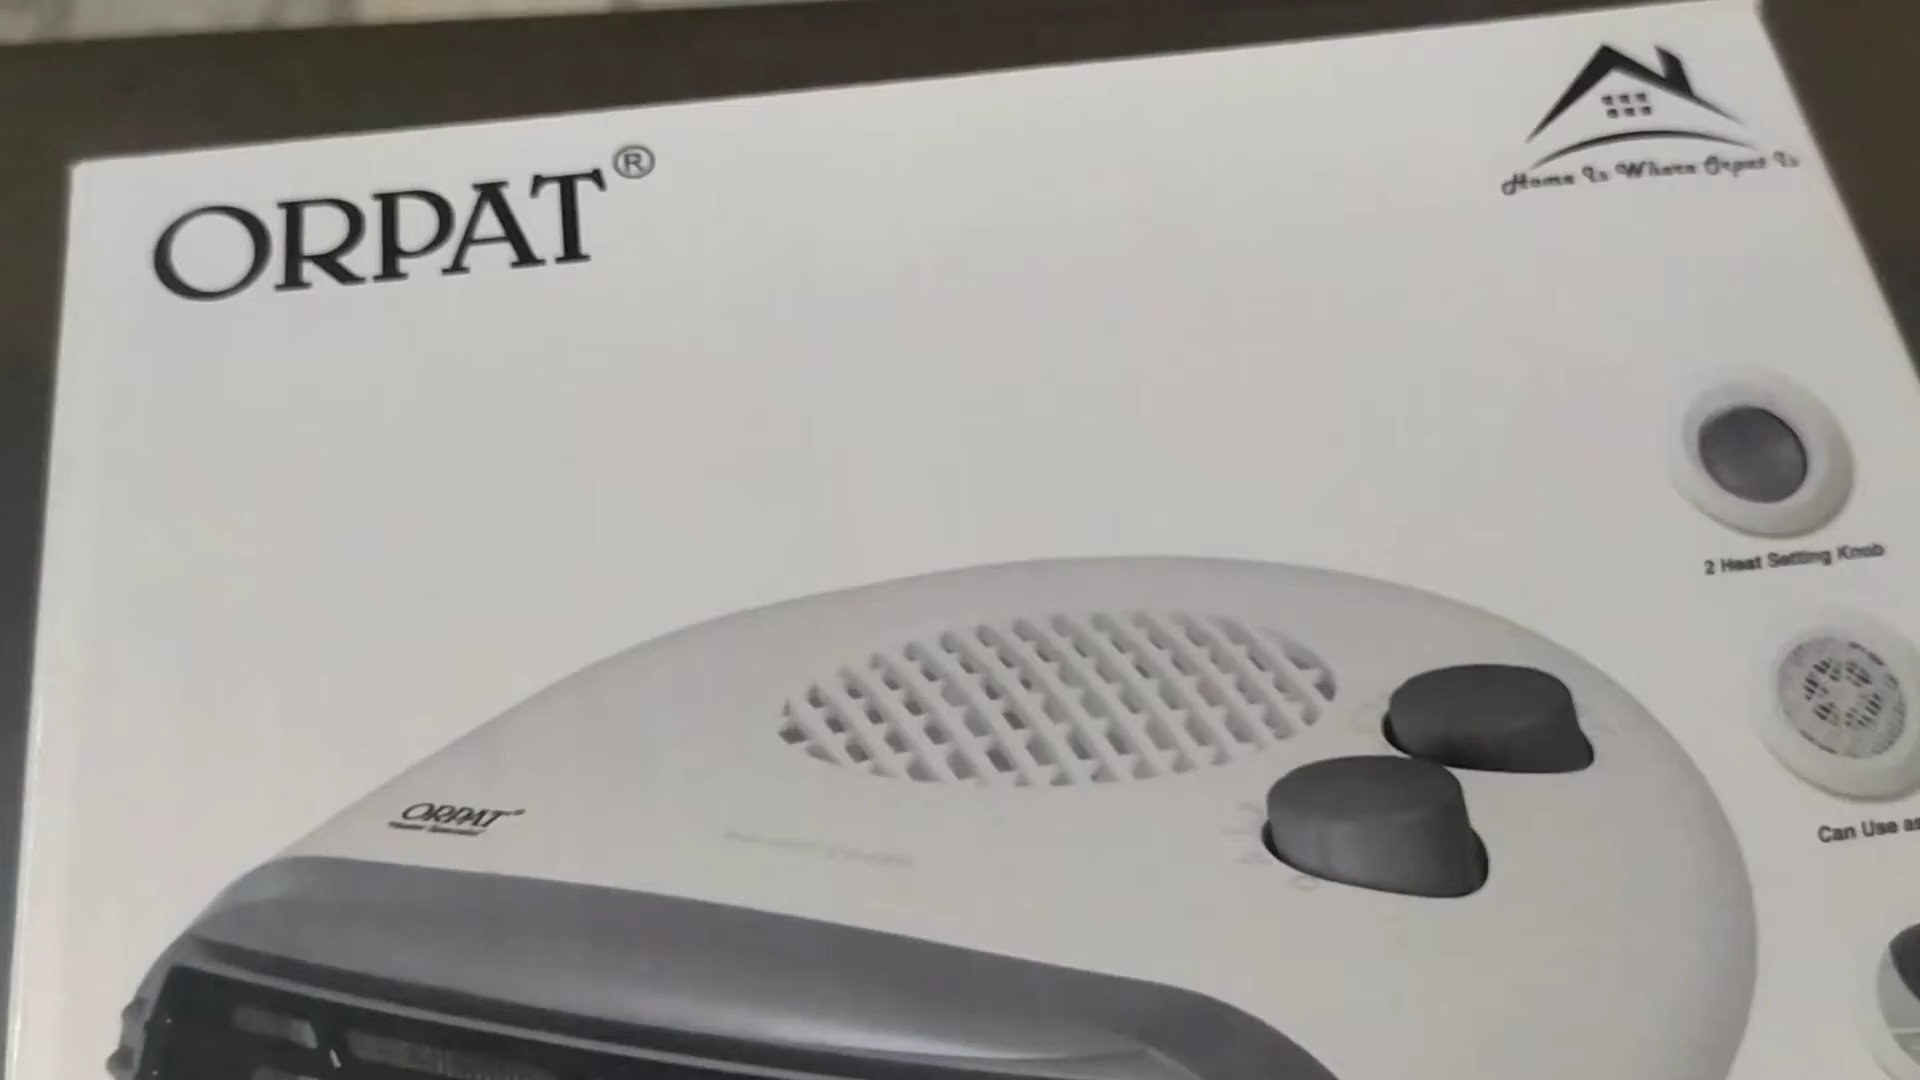 ORPAT®
Home Is Where Orpat Is
2 Heat Setting Knob
Can Use as
ORPAT®